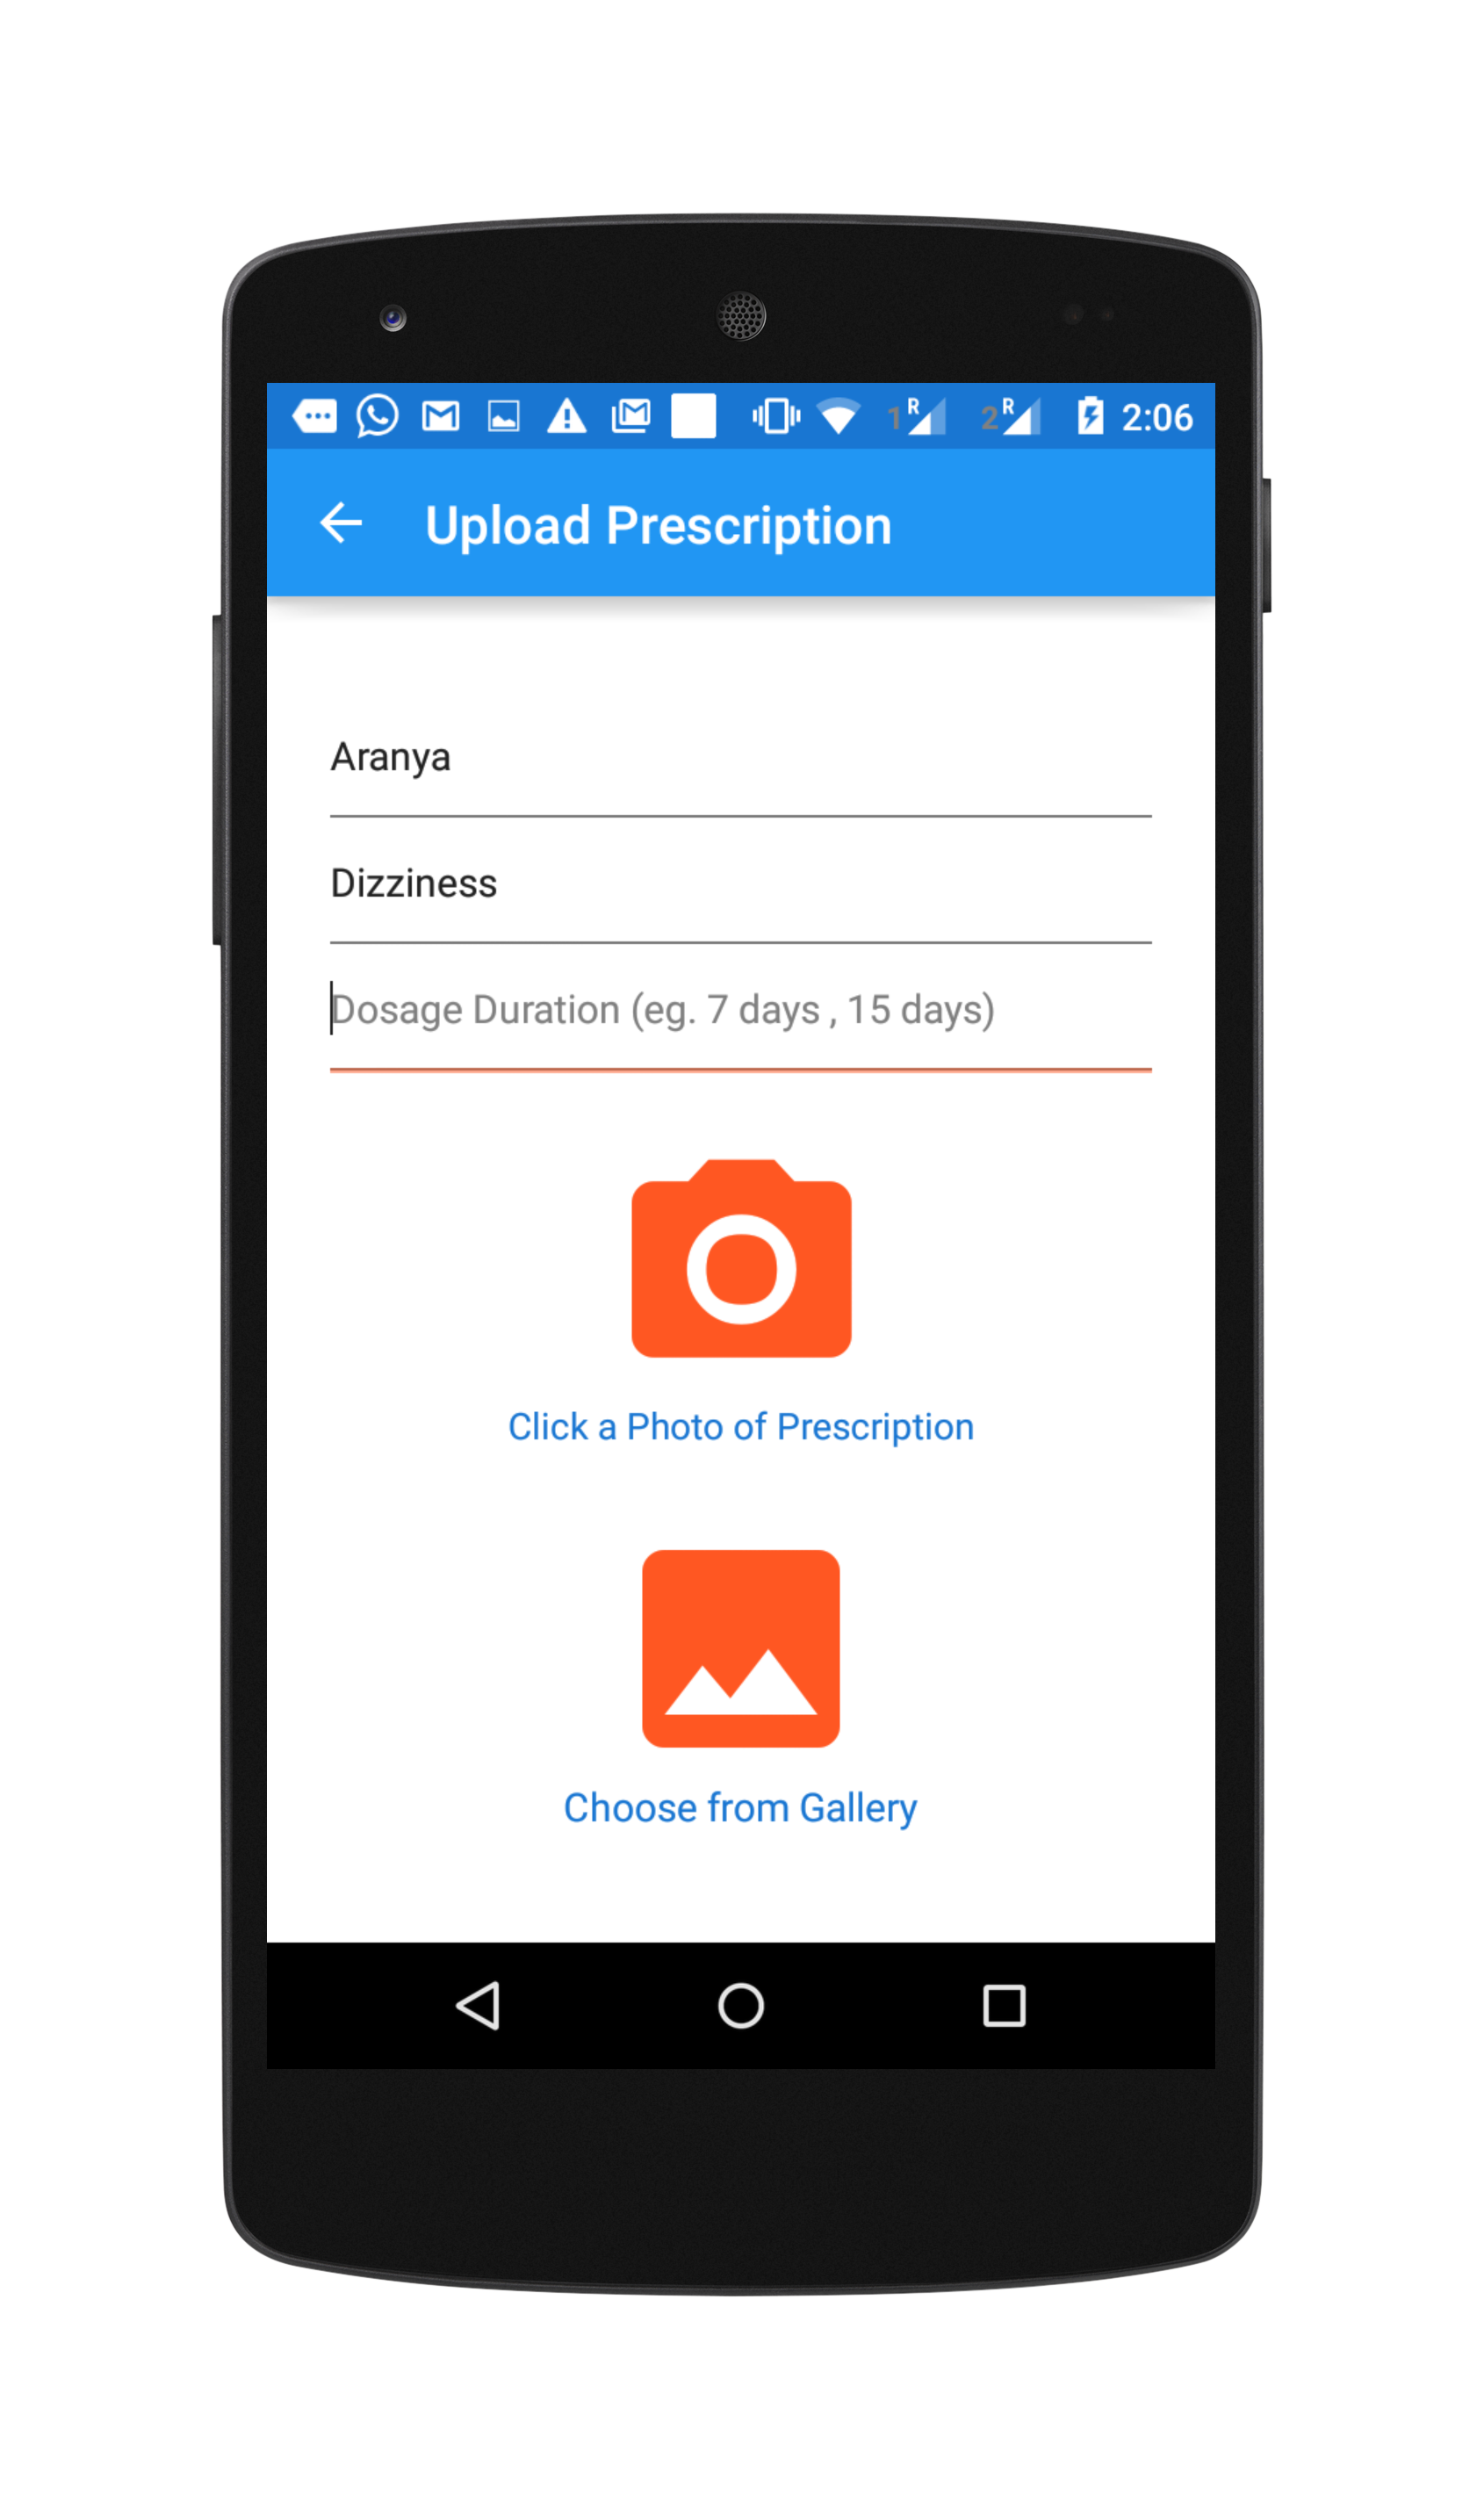 1 R 2 R 2:06
Upload Prescription
Aranya
Dizziness
Dosage Duration (eg. 7 days , 15 days)
Click a Photo of Prescription
Choose from Gallery